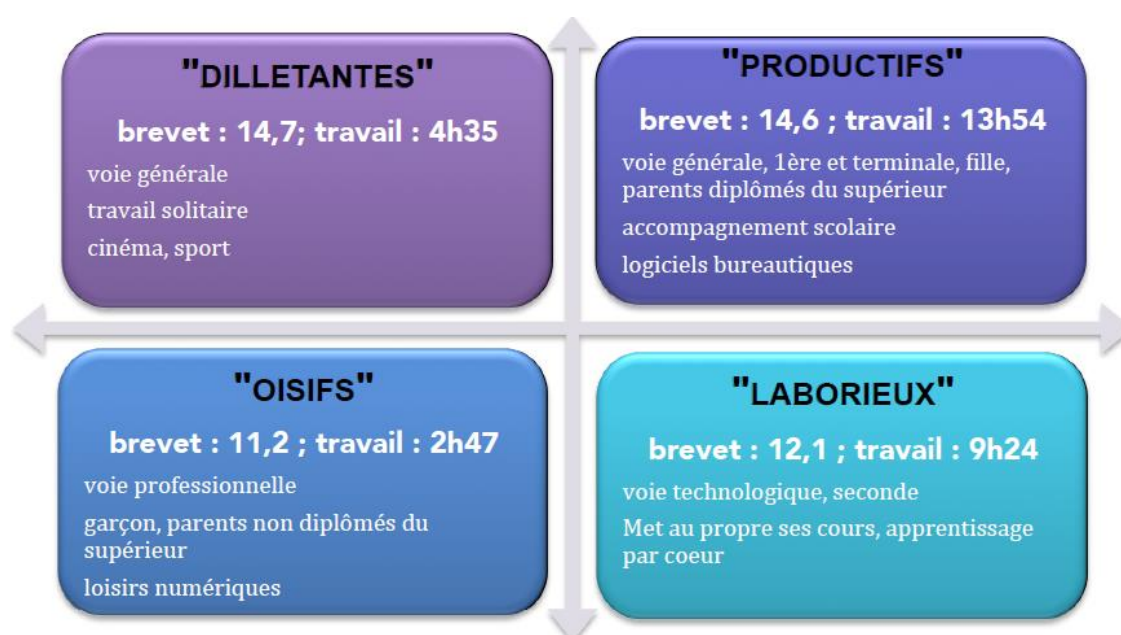 "DILLETANTES"
brevet : 14,7; travail : 4h35
voie générale
travail solitaire
cinéma, sport
"PRODUCTIFS"
brevet : 14,6 ; travail : 13h54
voie générale, 1ère et terminale, fille,
parents diplômés du supérieur
accompagnement scolaire
logiciels bureautiques
"OISIFS"
brevet : 11,2 ; travail : 2h47
voie professionnelle
garçon, parents non diplômés du
supérieur
loisirs numériques
"LABORIEUX"
brevet : 12,1 ; travail : 9h24
voie technologique, seconde
Met au propre ses cours, apprentissage
par coeur